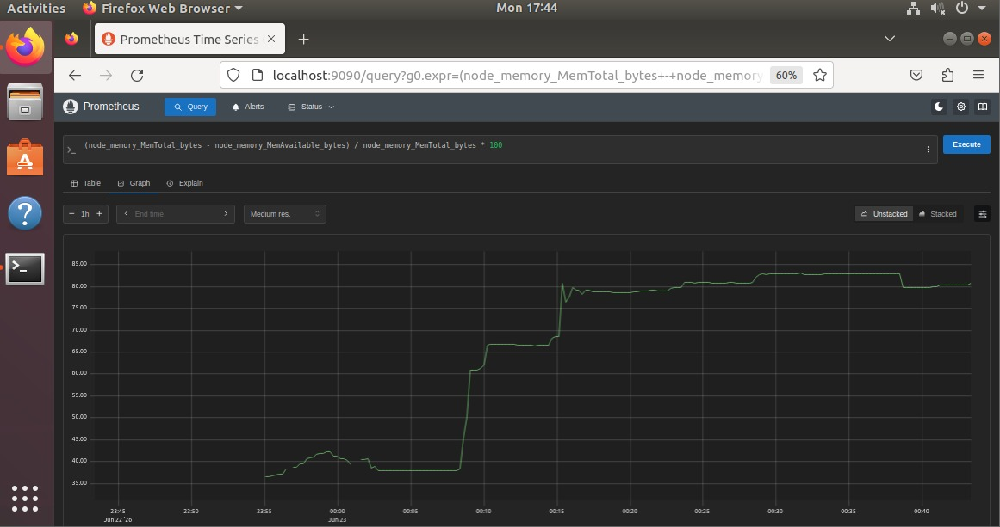 Activities Firefox Web Browser Mon 17:44
Prometheus Time Series
localhost:9090/query?g0.expr=(node_memory_MemTotal_bytes+-+node_memory 60%
Prometheus Query Alerts Status
>_ (node_memory_MemTotal_bytes - node_memory_MemAvailable_bytes) / node_memory_MemTotal_bytes * 100 Execute
Table Graph Explain
− 1h + < End time > Medium res. Unstacked Stacked
85.00
80.00
75.00
70.00
65.00
60.00
55.00
50.00
45.00
40.00
35.00
23:45 23:50 23:55 00:00 00:05 00:10 00:15 00:20 00:25 00:30 00:35 00:40
Jun 22 '26 Jun 23